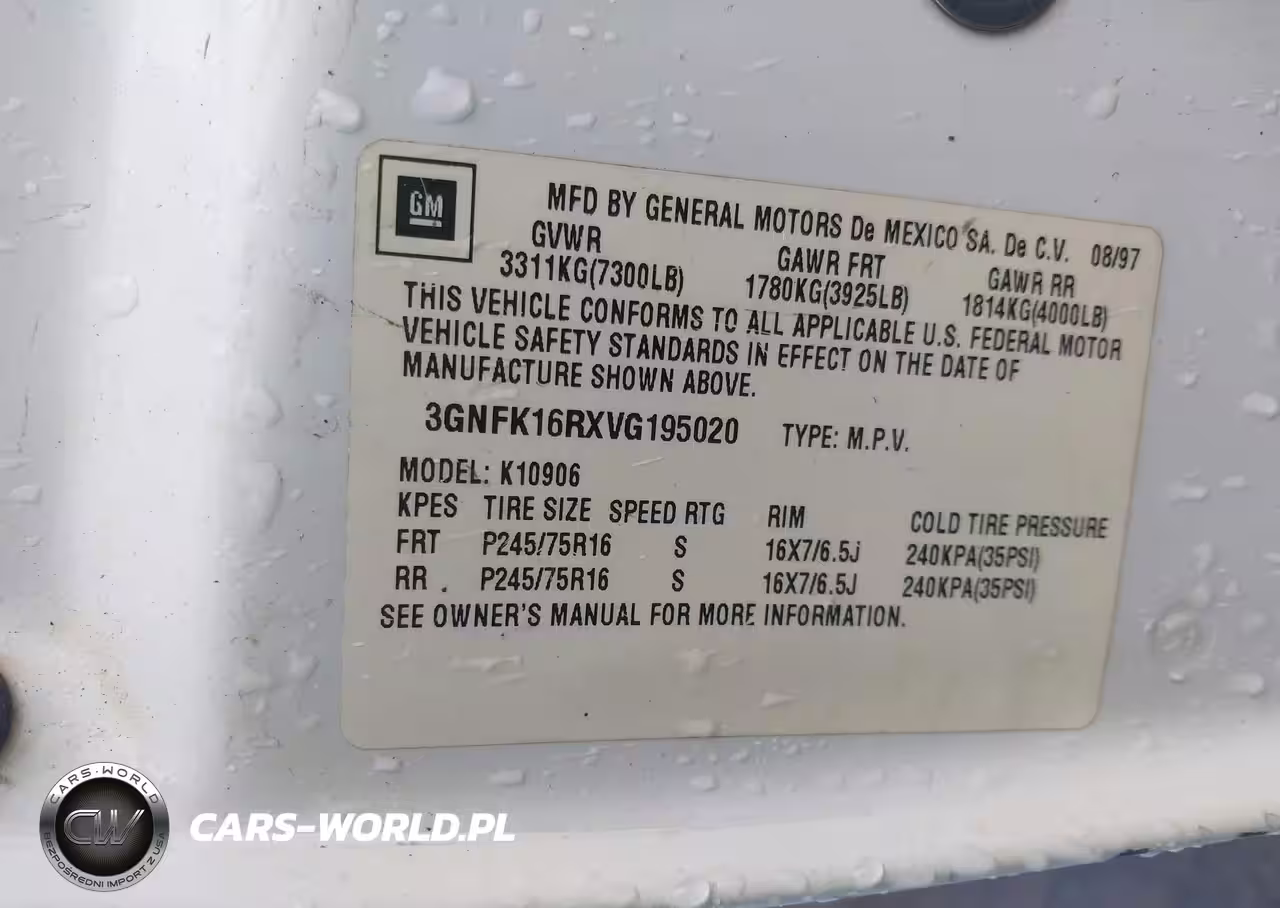 GM
MFD BY GENERAL MOTORS De MEXICO SA. De C.V. 08/97
GVWR GAWR FRT GAWR RR
3311KG(7300LB) 1780KG(3925LB) 1814KG(4000LB)
THIS VEHICLE CONFORMS TO ALL APPLICABLE U.S. FEDERAL MOTOR
VEHICLE SAFETY STANDARDS IN EFFECT ON THE DATE OF
MANUFACTURE SHOWN ABOVE.
3GNFK16RXVG195020 TYPE: M.P.V.
MODEL: K10906
KPES TIRE SIZE SPEED RTG RIM COLD TIRE PRESSURE
FRT P245/75R16 S 16X7/6.5J 240KPA(35PSI)
RR . P245/75R16 S 16X7/6.5J 240KPA(35PSI)
SEE OWNER'S MANUAL FOR MORE INFORMATION.
CARS-WORLD
CW
BEZPOŚREDNI IMPORT Z USA
CARS-WORLD.PL